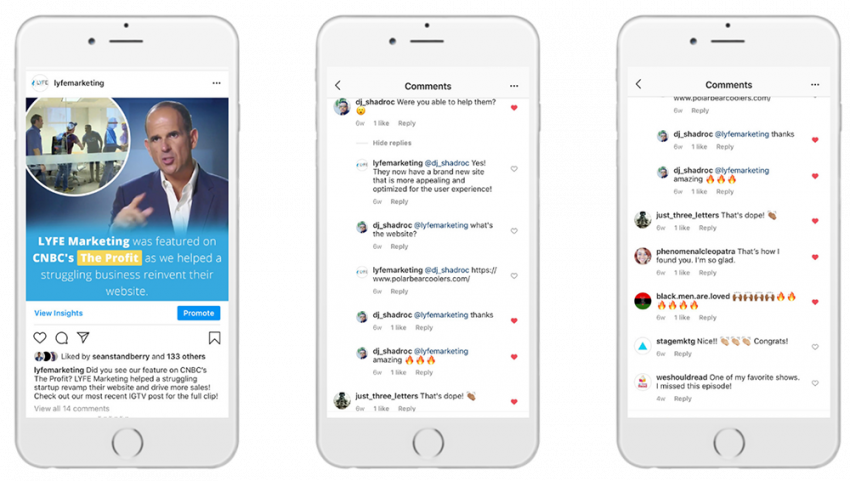 LYFE
lyfemarketing
...
LYFE Marketing was featured on
CNBC's The Profit as we helped a
struggling business reinvent their
website.
View Insights
Promote
Liked by seanstandberry and 133 others
lyfemarketing Did you see our feature on CNBC's
The Profit? LYFE Marketing helped a struggling
startup revamp their website and drive more sales!
Check out our most recent IGTV post for the full clip!
View all 14 comments
Comments
...
dj_shadroc Were you able to help them?
😮
6w 1 like Reply
Hide replies
lyfemarketing @dj_shadroc Yes!
They now have a brand new site
that is more appealing and
optimized for the user experience!
6w Reply
dj_shadroc @lyfemarketing what's
the website?
6w Reply
lyfemarketing @dj_shadroc https://
www.polarbearcoolers.com/
6w Reply
dj_shadroc @lyfemarketing thanks
6w 1 like Reply
dj_shadroc @lyfemarketing
amazing 🔥🔥🔥
6w 1 like Reply
just_three_letters That's dope! 👏🏽
6w 1 like Reply
Comments
...
www.polarbearcoolers.com/
6w Reply
dj_shadroc @lyfemarketing thanks
6w 1 like Reply
dj_shadroc @lyfemarketing
amazing 🔥🔥🔥
6w 1 like Reply
just_three_letters That's dope! 👏🏽
6w 1 like Reply
phenomenalcleopatra That's how I
found you. I'm so glad.
6w 1 like Reply
black.men.are.loved 🙌🏾🙌🏾🙌🏾🙌🏾🔥🔥
🔥🔥🔥🔥
6w 1 like Reply
stagemktg Nice!! 👏🏻👏🏻👏🏻 Congrats!
6w Reply
weshouldread One of my favorite shows.
I missed this episode!
4w Reply